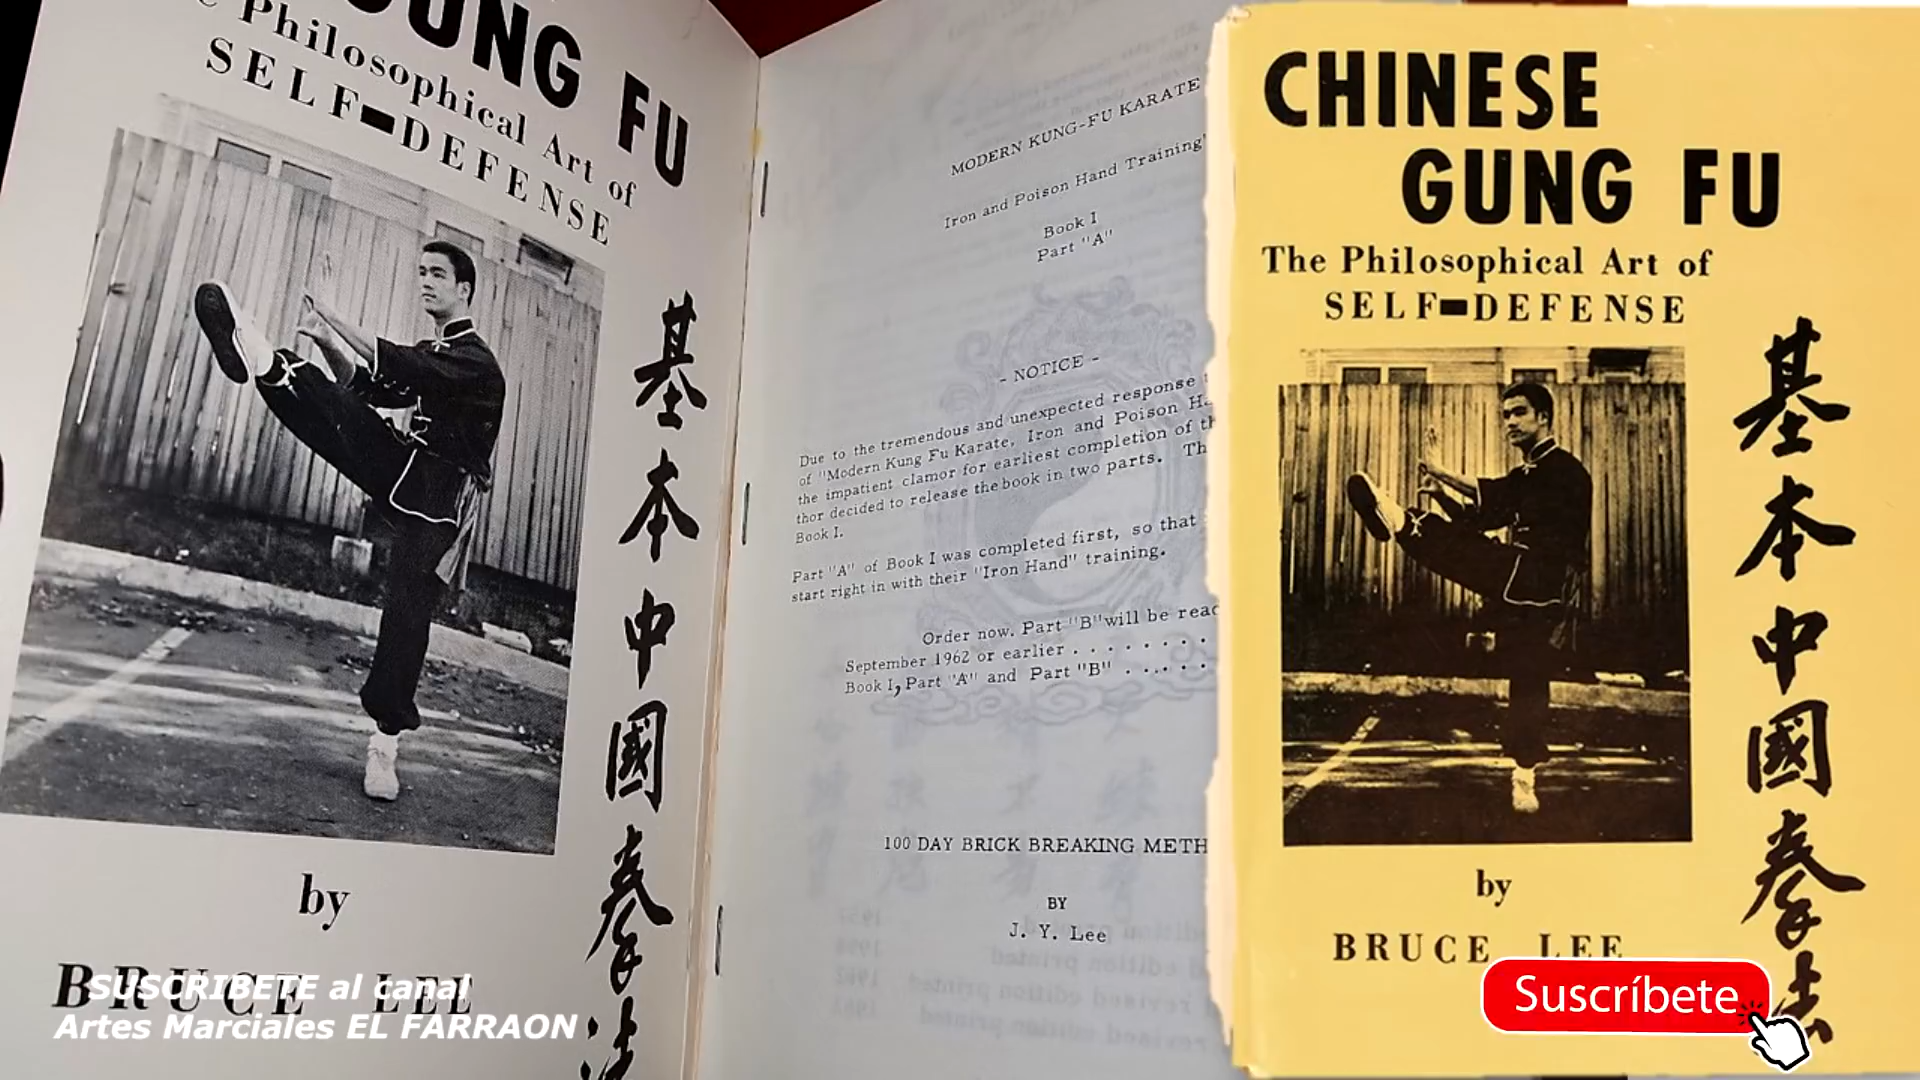 GUNG FU
Philosophical Art of
SELF-DEFENSE
基本中國拳法
by
BRUCE LEE
SUSCRIBETE al canal
Artes Marciales EL FARRAON
MODERN KUNG-FU KARATE
Iron and Poison Hand Training"
Book I
Part "A"
- NOTICE -
Due to the tremendous and unexpected response
of "Modern Kung Fu Karate, Iron and Poison
the impatient clamor for earliest completion of
thor decided to release the book in two parts.
Book I.
Part "A" of Book I was completed first, so that
start right in with their "Iron Hand" training.
Order now. Part "B" will be
September 1962 or earlier . . . . . . .
Book I, Part "A" and Part "B" . . . . .
100 DAY BRICK BREAKING
BY
J. Y. Lee
CHINESE
GUNG FU
The Philosophical Art of
SELF-DEFENSE
基本中國拳法
by
BRUCE LEE
Suscríbete